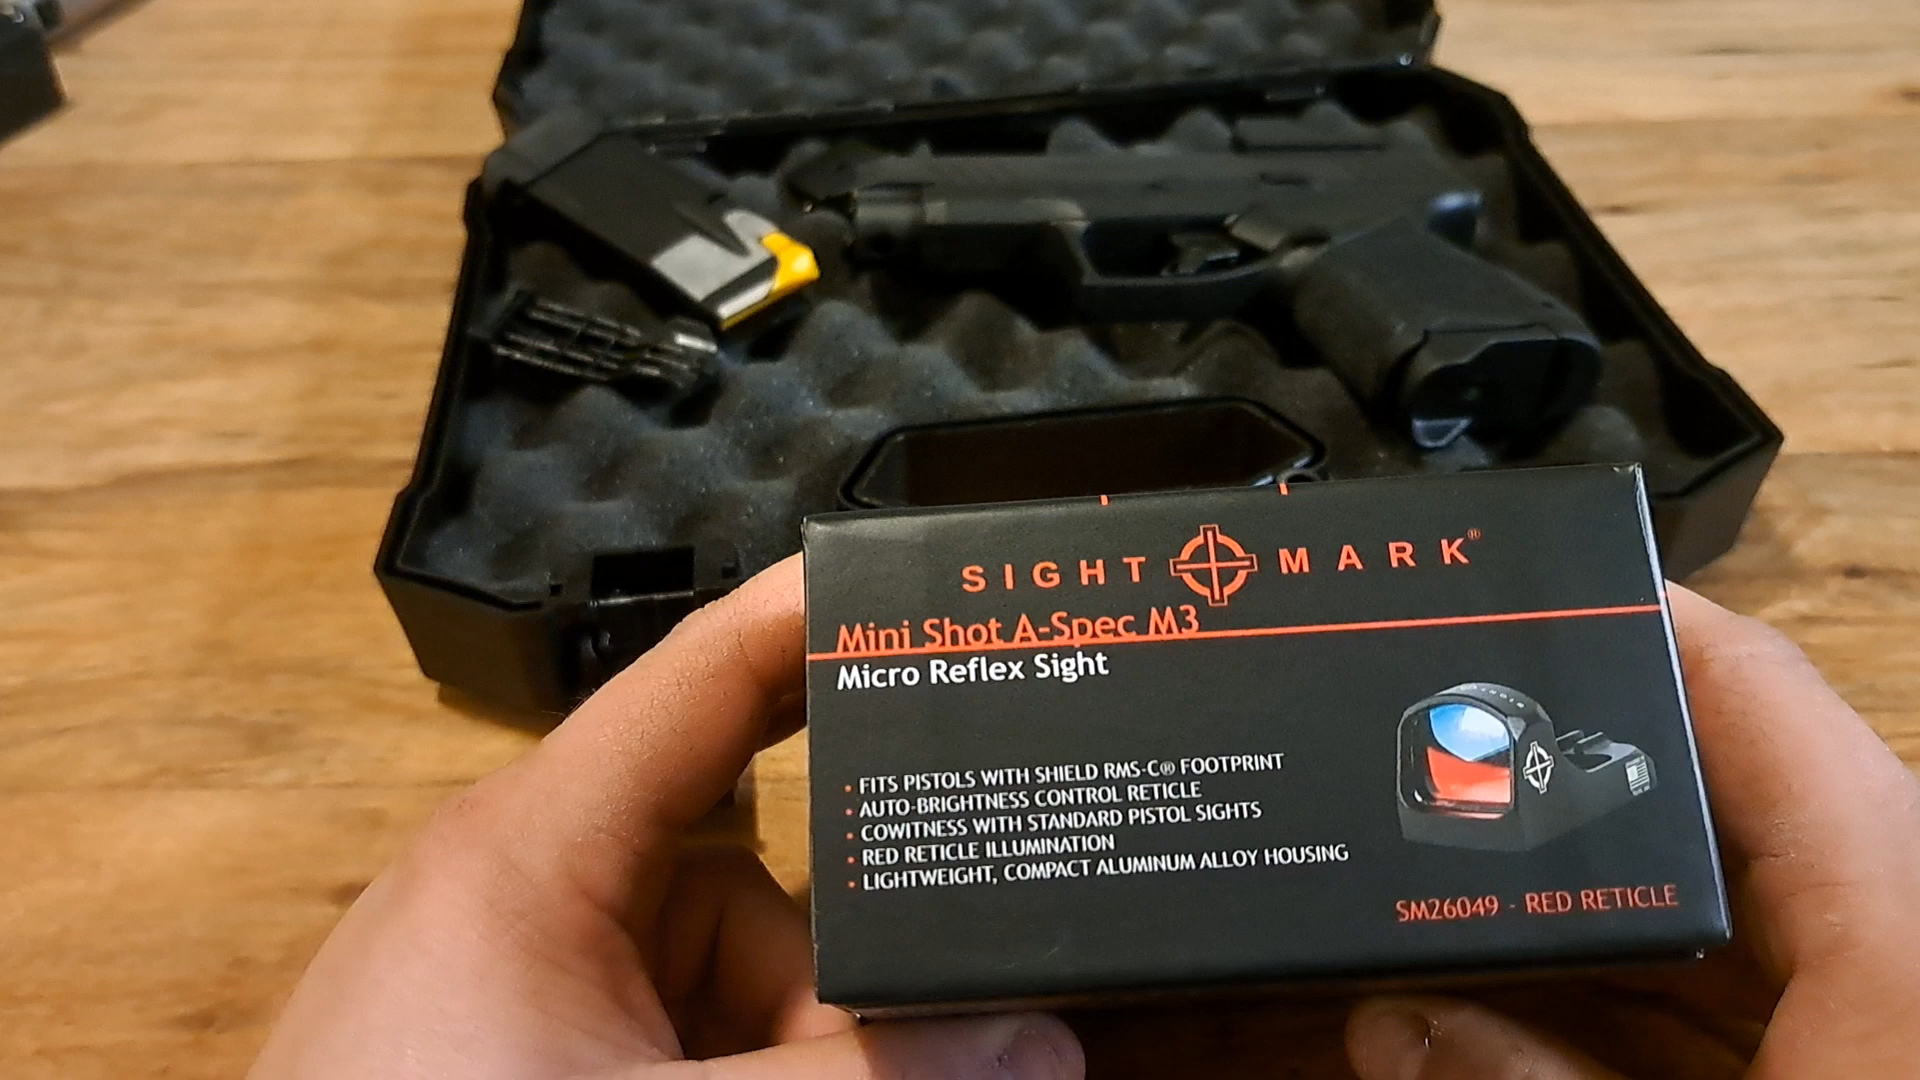 SIGHT MARK®
Mini Shot A-Spec M3
Micro Reflex Sight
• FITS PISTOLS WITH SHIELD RMS-C® FOOTPRINT
• AUTO-BRIGHTNESS CONTROL RETICLE
• COWITNESS WITH STANDARD PISTOL SIGHTS
• RED RETICLE ILLUMINATION
• LIGHTWEIGHT, COMPACT ALUMINUM ALLOY HOUSING
SM26049 - RED RETICLE